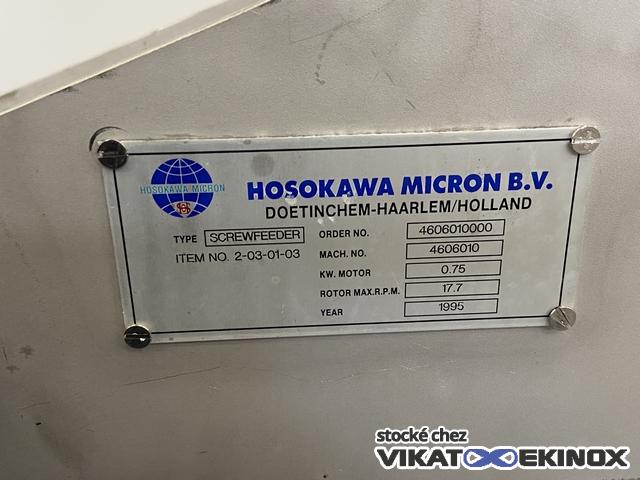 HOSOKAWA MICRON
HOSOKAWA MICRON B.V.
DOETINCHEM-HAARLEM/HOLLAND
TYPE SCREWFEEDER
ITEM NO. 2-03-01-03
ORDER NO. 4606010000
MACH. NO. 4606010
KW. MOTOR 0.75
ROTOR MAX.R.P.M. 17.7
YEAR 1995
stocké chez
VIKAT EKINOX